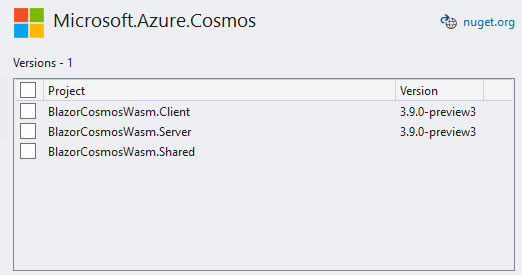 Microsoft.Azure.Cosmos
nuget.org
Versions - 1
Project Version
BlazorCosmosWasm.Client 3.9.0-preview3
BlazorCosmosWasm.Server 3.9.0-preview3
BlazorCosmosWasm.Shared